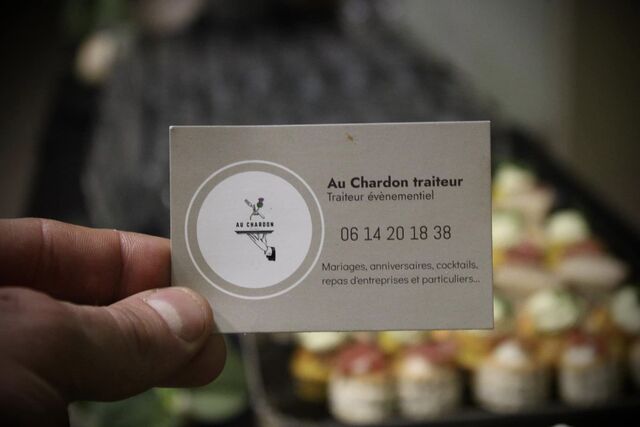 AU CHARDON
Au Chardon traiteur
Traiteur évènementiel
06 14 20 18 38
Mariages, anniversaires, cocktails,
repas d'entreprises et particuliers...